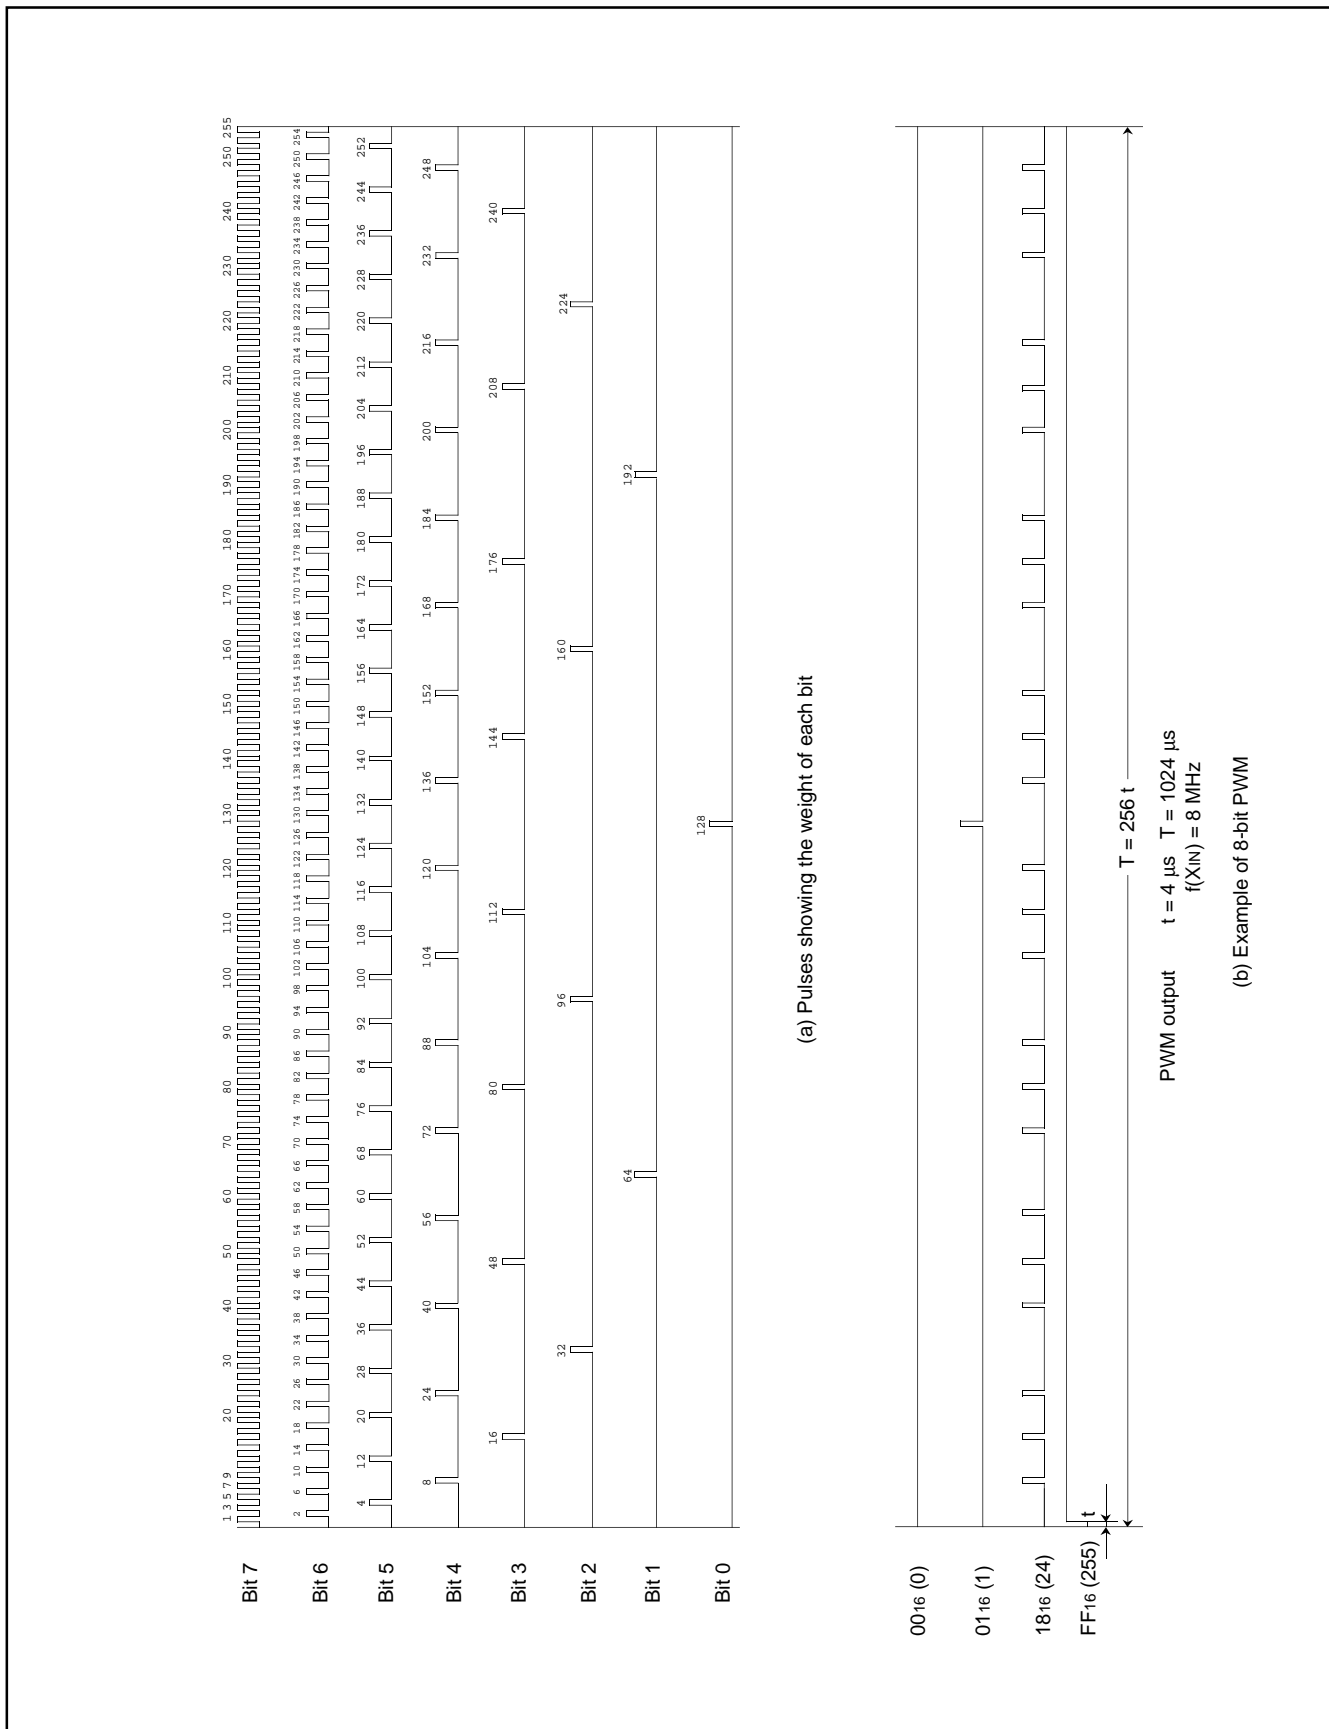 Bit 7
1 3 5 7 9 20 30 40 50 60 70 80 90 100 110 120 130 140 150 160 170 180 190 200 210 220 230 240 250 255
Bit 6
2 6 10 14 18 22 26 30 34 38 42 46 50 54 58 62 66 70 74 78 82 86 90 94 98 102 106 110 114 118 122 126 130 134 138 142 146 150 154 158 162 166 170 174 178 182 186 190 194 198 202 206 210 214 218 222 226 230 234 238 242 246 250 254
Bit 5
4 12 20 28 36 44 52 60 68 76 84 92 100 108 116 124 132 140 148 156 164 172 180 188 196 204 212 220 228 236 244 252
Bit 4
8 24 40 56 72 88 104 120 136 152 168 184 200 216 232 248
Bit 3
16 48 80 112 144 176 208 240
Bit 2
32 96 160 224
Bit 1
64 192
Bit 0
128
(a) Pulses showing the weight of each bit
0016 (0)
0116 (1)
1816 (24)
FF16 (255)
t
T = 256 t
PWM output t = 4 µs T = 1024 µs
f(XIN) = 8 MHz
(b) Example of 8-bit PWM